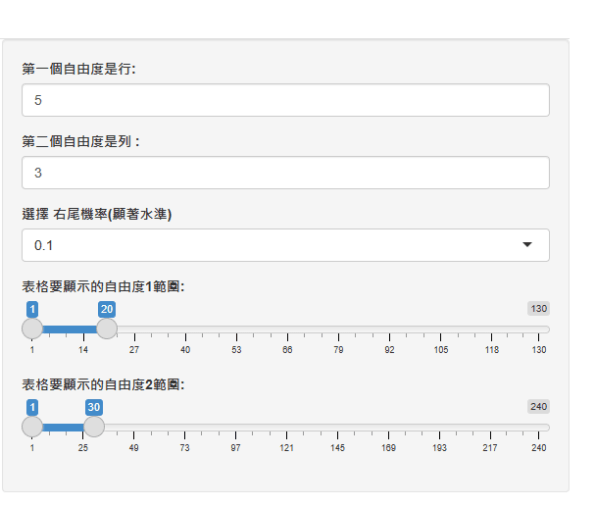 第一個自由度是行:
5
第二個自由度是列 :
3
選擇 右尾機率(顯著水準)
0.1
表格要顯示的自由度1範圍:
1 20 130
1 14 27 40 53 66 79 92 105 118 130
表格要顯示的自由度2範圍:
1 30 240
1 25 49 73 97 121 145 169 193 217 240